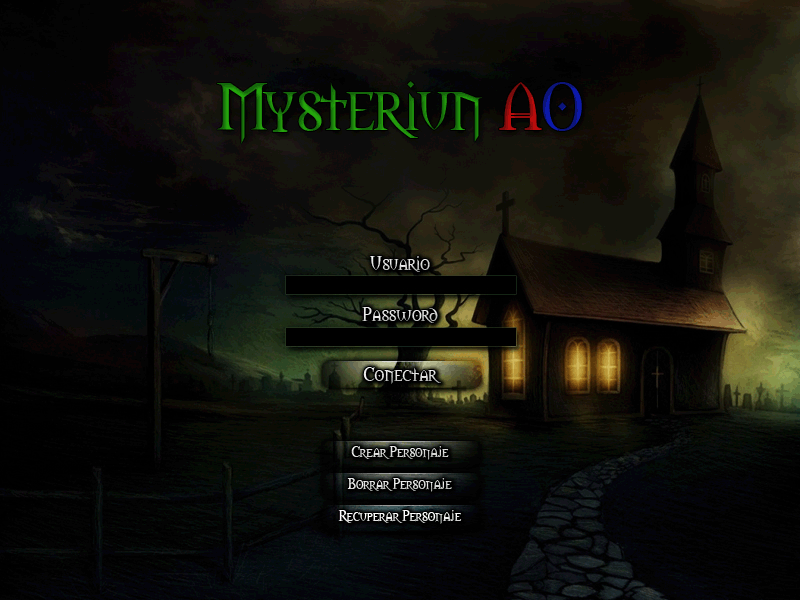 Mysteriun AO
Usuario
Password
Conectar
Crear Personaje
Borrar Personaje
Recuperar Personaje